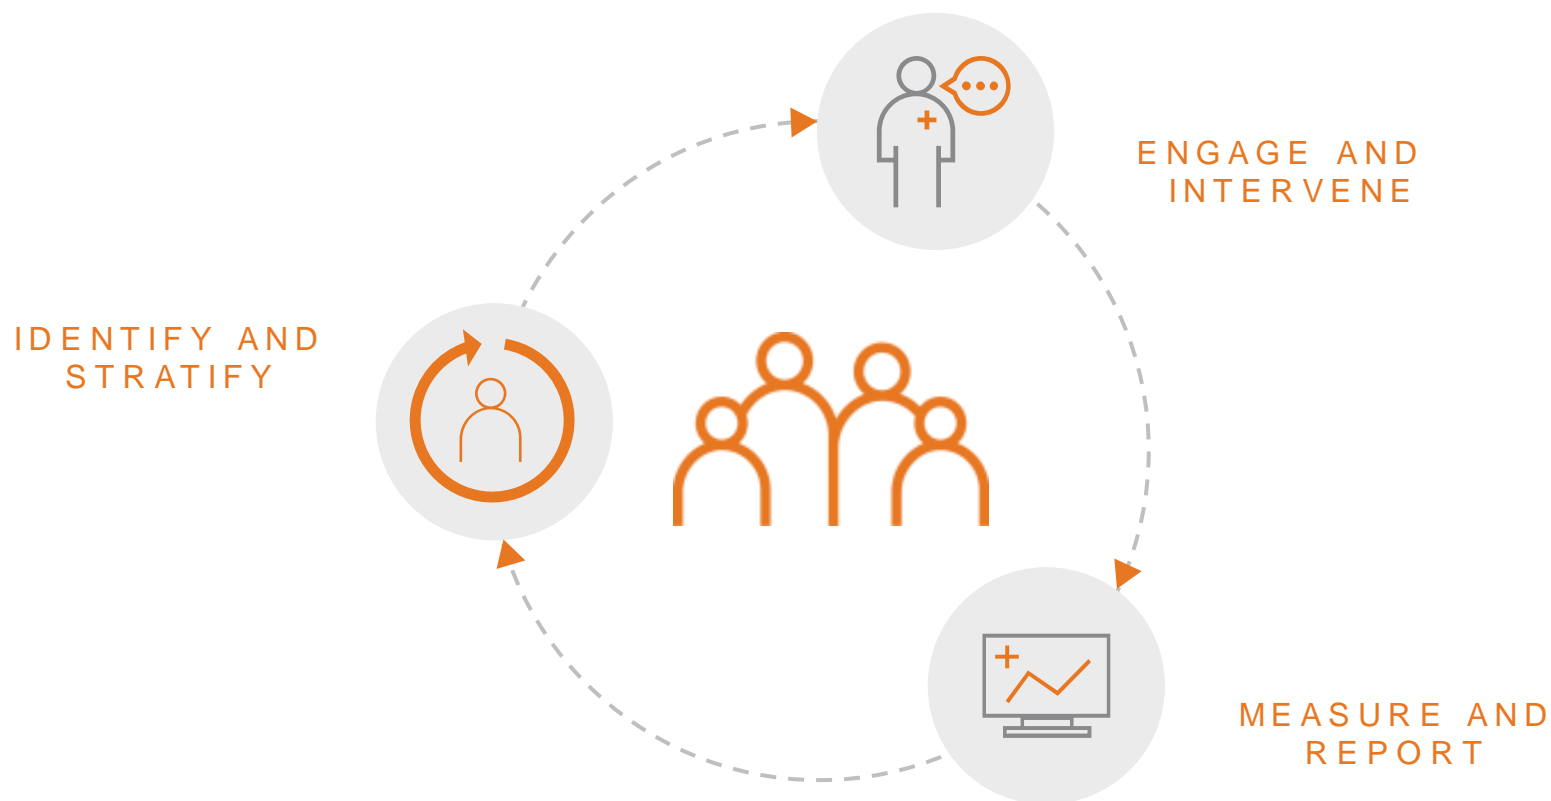 ENGAGE AND
INTERVENE
IDENTIFY AND
STRATIFY
MEASURE AND
REPORT